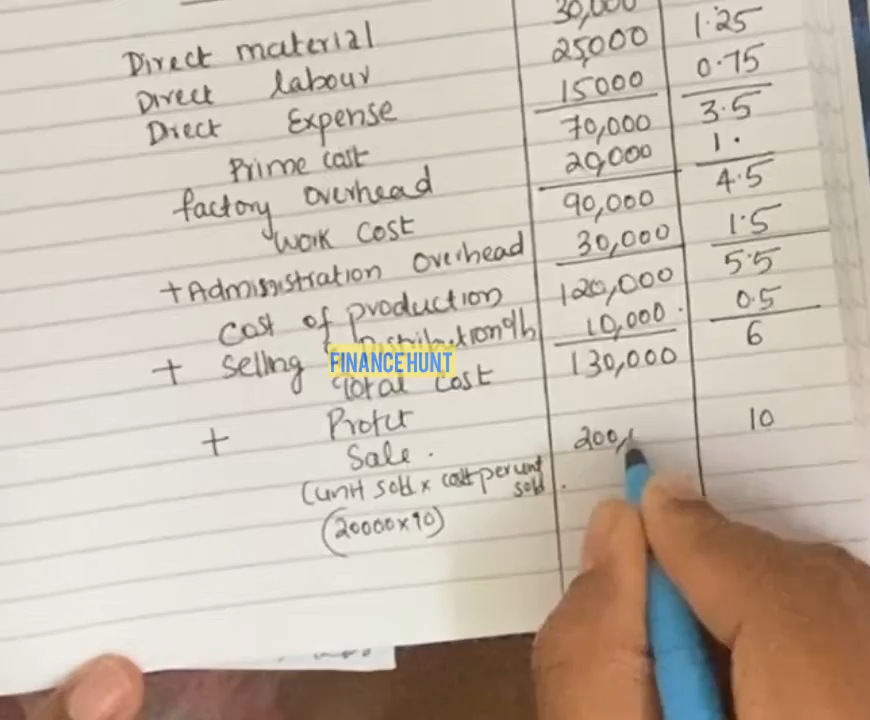 30,000
Direct material 25,000 1.25
Direct labour 15000 0.75
Direct Expense 70,000 3.5
Prime cost 20,000 1.
factory overhead 90,000 4.5
work cost 30,000 1.5
+Administration overhead 120,000 5.5
Cost of production 10,000 0.5
+ Selling Distribution o/h 130,000 6
FINANCE HUNT
Total cost
+ Profit 10
Sale. 200,
(unit sold x cost per unit sold.
(20000x10)